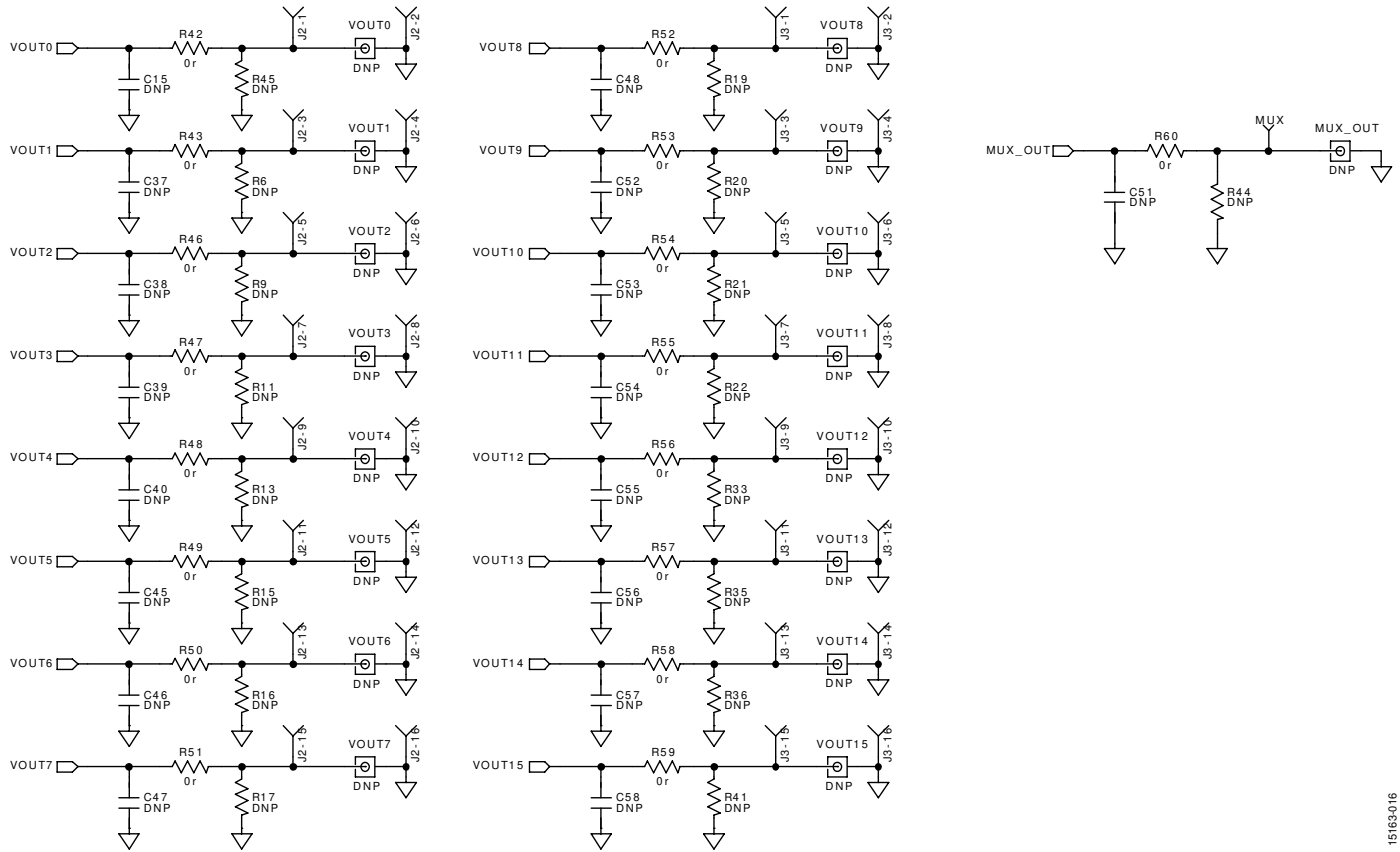 R42
VOUT0
J2-1
J2-2
VOUT0
0r
DNP
C15
DNP
R45
DNP
R43
VOUT1
J2-3
J2-4
VOUT1
0r
DNP
C37
DNP
R6
DNP
R46
VOUT2
J2-5
J2-6
VOUT2
0r
DNP
C38
DNP
R9
DNP
R47
VOUT3
J2-7
J2-8
VOUT3
0r
DNP
C39
DNP
R11
DNP
R48
VOUT4
J2-9
J2-10
VOUT4
0r
DNP
C40
DNP
R13
DNP
R49
VOUT5
J2-11
J2-12
VOUT5
0r
DNP
C45
DNP
R15
DNP
R50
VOUT6
J2-13
J2-14
VOUT6
0r
DNP
C46
DNP
R16
DNP
R51
VOUT7
J2-15
J2-16
VOUT7
0r
DNP
C47
DNP
R17
DNP
R52
VOUT8
J3-1
J3-2
VOUT8
0r
DNP
C48
DNP
R19
DNP
R53
VOUT9
J3-3
J3-4
VOUT9
0r
DNP
C52
DNP
R20
DNP
R54
VOUT10
J3-5
J3-6
VOUT10
0r
DNP
C53
DNP
R21
DNP
R55
VOUT11
J3-7
J3-8
VOUT11
0r
DNP
C54
DNP
R22
DNP
R56
VOUT12
J3-9
J3-10
VOUT12
0r
DNP
C55
DNP
R33
DNP
R57
VOUT13
J3-11
J3-12
VOUT13
0r
DNP
C56
DNP
R35
DNP
R58
VOUT14
J3-13
J3-14
VOUT14
0r
DNP
C57
DNP
R36
DNP
R59
VOUT15
J3-15
J3-16
VOUT15
0r
DNP
C58
DNP
R41
DNP
MUX
MUX_OUT
R60
MUX_OUT
0r
DNP
C51
DNP
R44
DNP
15163-016